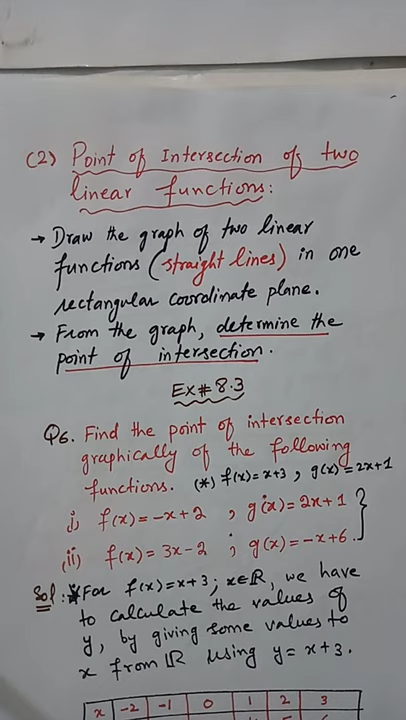 (2) Point of Intersection of two
linear functions:
→ Draw the graph of two linear
functions (straight lines) in one
rectangular coordinate plane.
→ From the graph, determine the
point of intersection.
EX # 8.3
Q6. Find the point of intersection
graphically of the following
functions. (*) f(x) = x+3 , g(x) = 2x+1
i) f(x) = -x+2 , g(x) = 2x+1
(ii) f(x) = 3x-2 ; g(x) = -x+6.
Sol: * For f(x) = x+3; x∈ℝ, we have
to calculate the values of
y, by giving some values to
x from ℝ using y = x+3.
x -2 -1 0 1 2 3